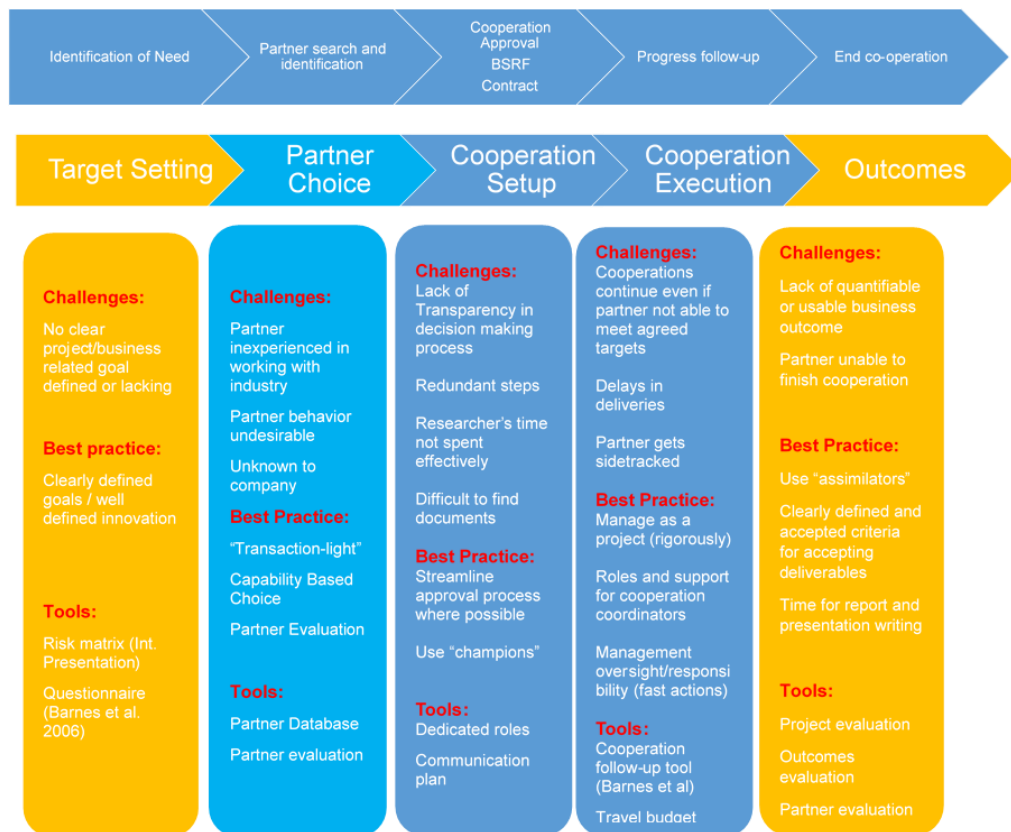 Identification of Need
Partner search and
identification
Cooperation
Approval
BSRF
Contract
Progress follow-up
End co-operation
Target Setting
Partner
Choice
Cooperation
Setup
Cooperation
Execution
Outcomes
Challenges:
No clear
project/business
related goal
defined or lacking
Best practice:
Clearly defined
goals / well
defined innovation
Tools:
Risk matrix (Int.
Presentation)
Questionnaire
(Barnes et al.
2006)
Challenges:
Partner
inexperienced in
working with
industry
Partner behavior
undesirable
Unknown to
company
Best Practice:
“Transaction-light”
Capability Based
Choice
Partner Evaluation
Tools:
Partner Database
Partner evaluation
Challenges:
Lack of
Transparency in
decision making
process
Redundant steps
Researcher’s time
not spent
effectively
Difficult to find
documents
Best Practice:
Streamline
approval process
where possible
Use “champions”
Tools:
Dedicated roles
Communication
plan
Challenges:
Cooperations
continue even if
partner not able to
meet agreed
targets
Delays in
deliveries
Partner gets
sidetracked
Best Practice:
Manage as a
project (rigorously)
Roles and support
for cooperation
coordinators
Management
oversight/responsi
bility (fast actions)
Tools:
Cooperation
follow-up tool
(Barnes et al)
Travel budget
Challenges:
Lack of quantifiable
or usable business
outcome
Partner unable to
finish cooperation
Best Practice:
Use “assimilators”
Clearly defined and
accepted criteria
for accepting
deliverables
Time for report and
presentation writing
Tools:
Project evaluation
Outcomes
evaluation
Partner evaluation